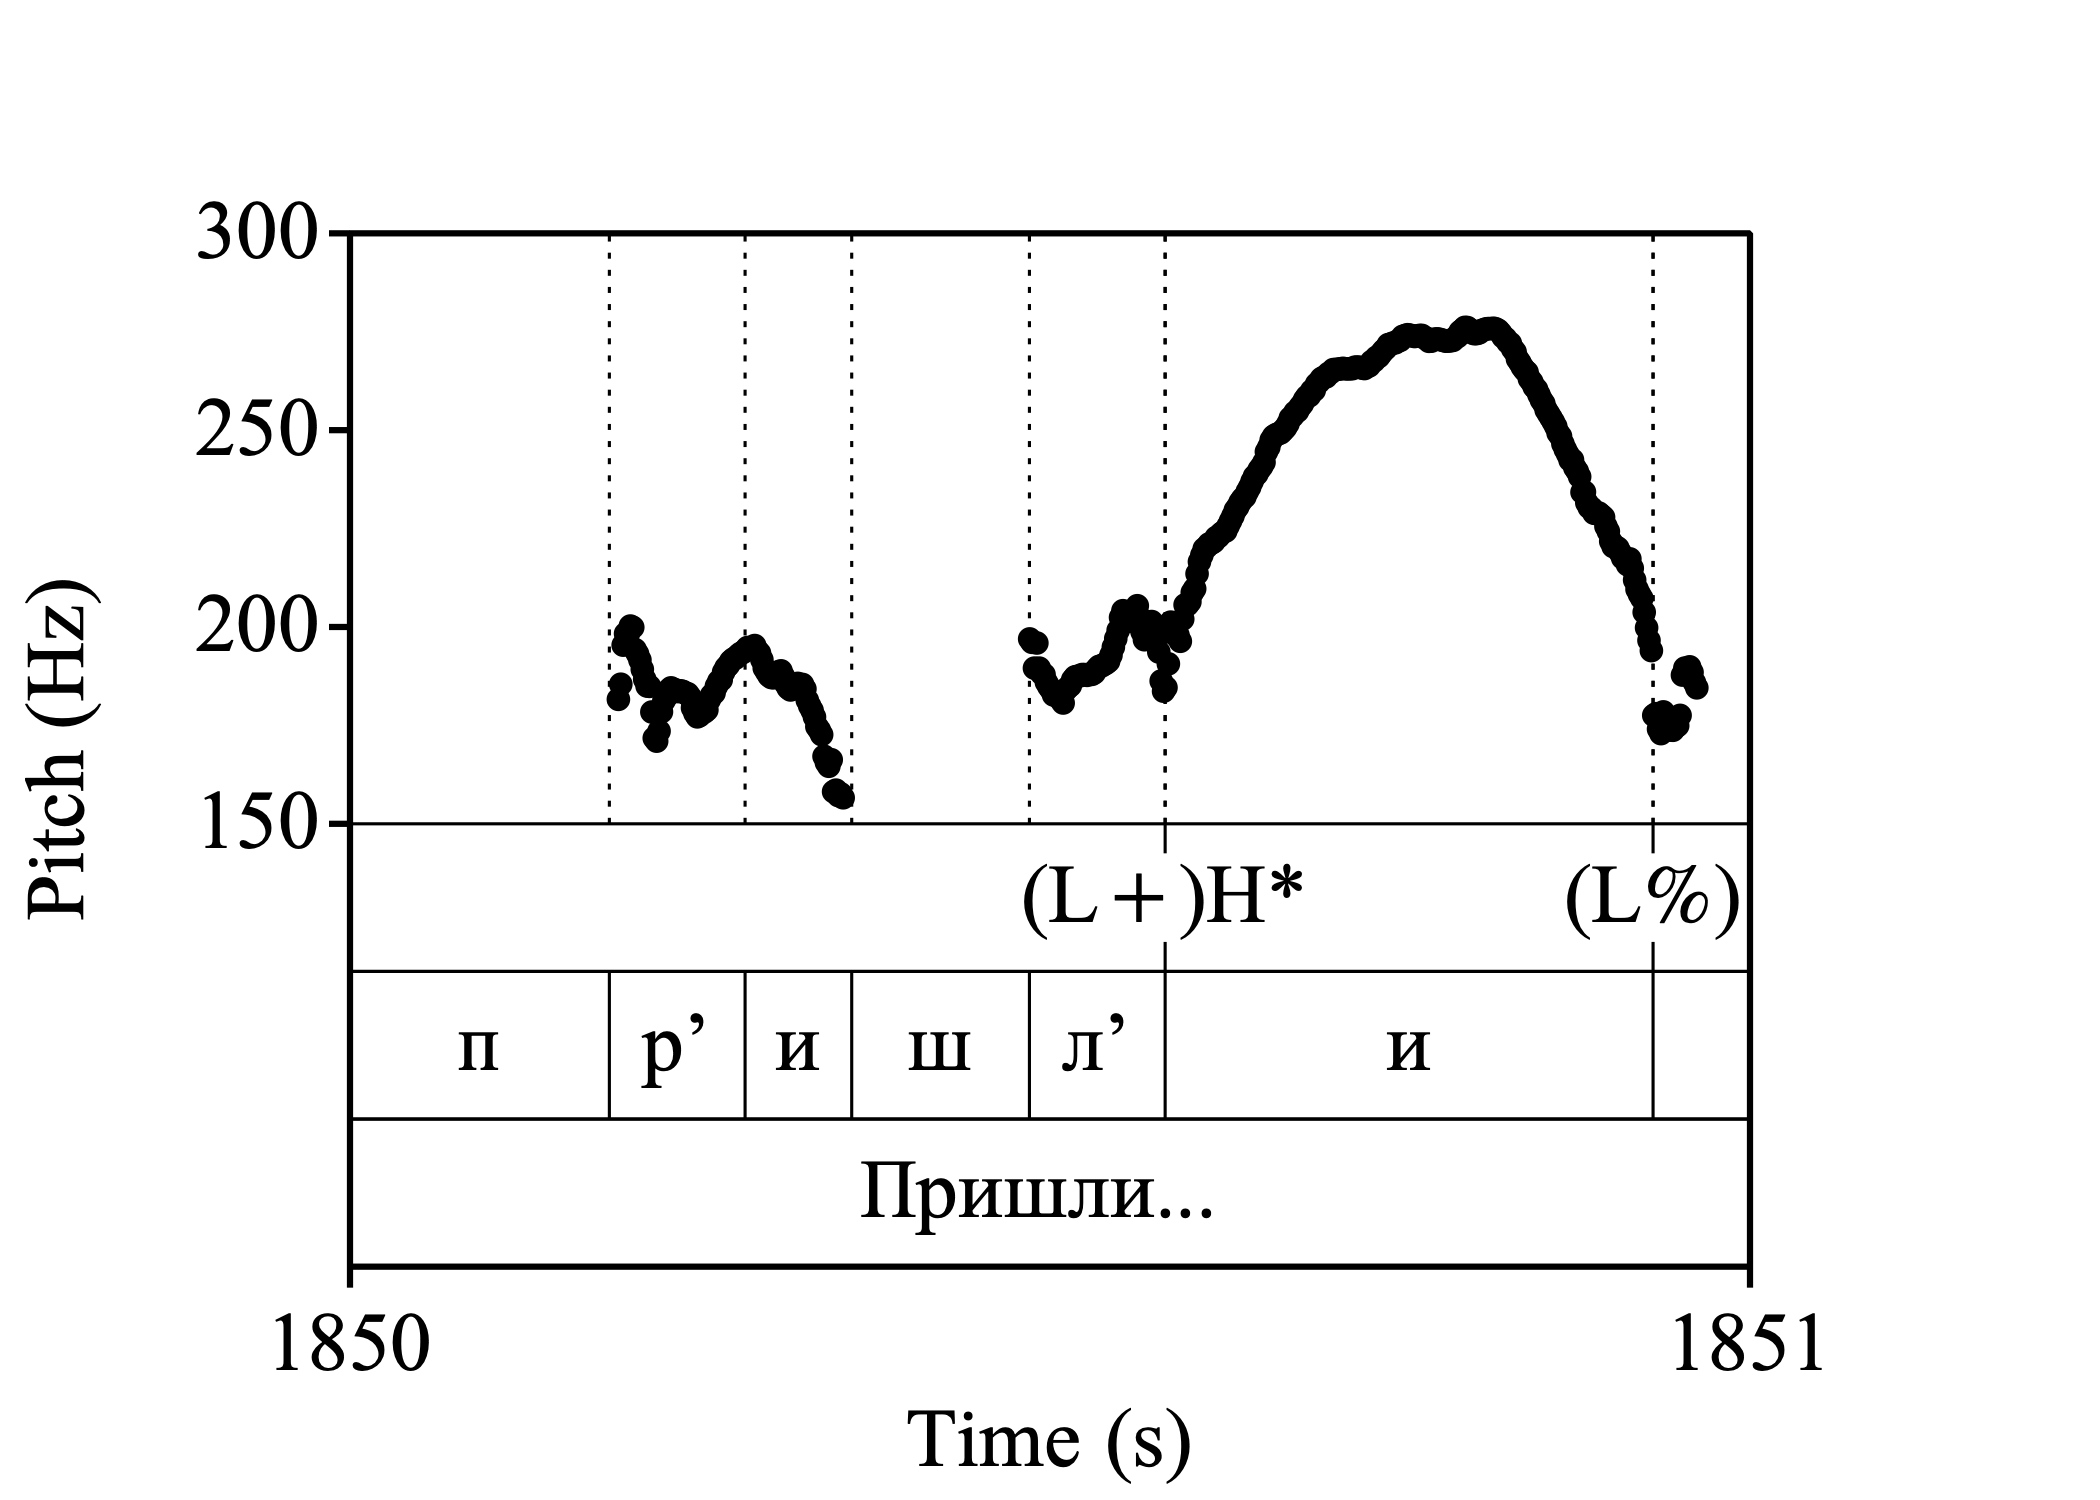 300
250
200
150
Pitch (Hz)
(L+)H* (L%)
п р’ и ш л’ и
Пришли...
1850 1851
Time (s)